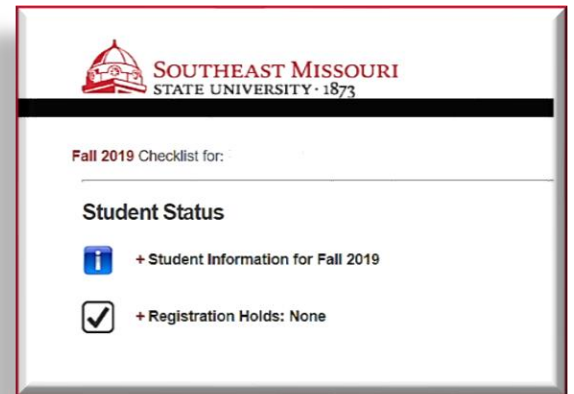 SOUTHEAST MISSOURI
STATE UNIVERSITY · 1873
Fall 2019 Checklist for:
Student Status
i + Student Information for Fall 2019
+ Registration Holds: None